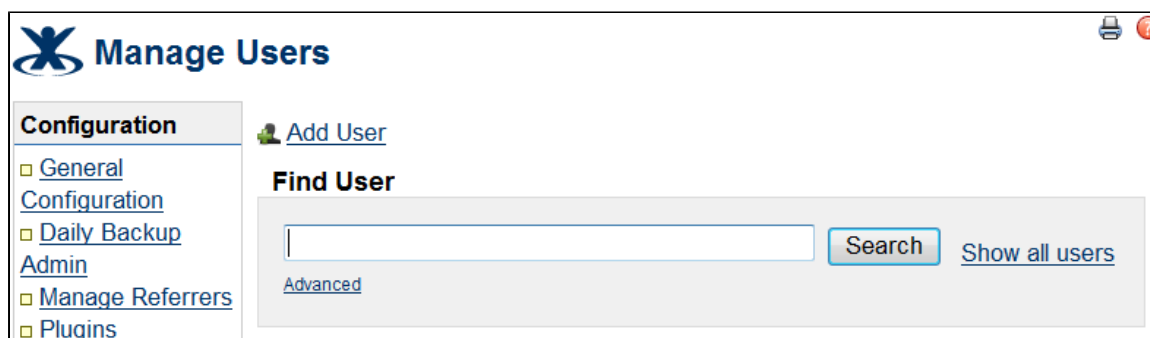 Manage Users
Configuration
General
Configuration
Daily Backup
Admin
Manage Referrers
Plugins
Add User
Find User
Search
Show all users
Advanced